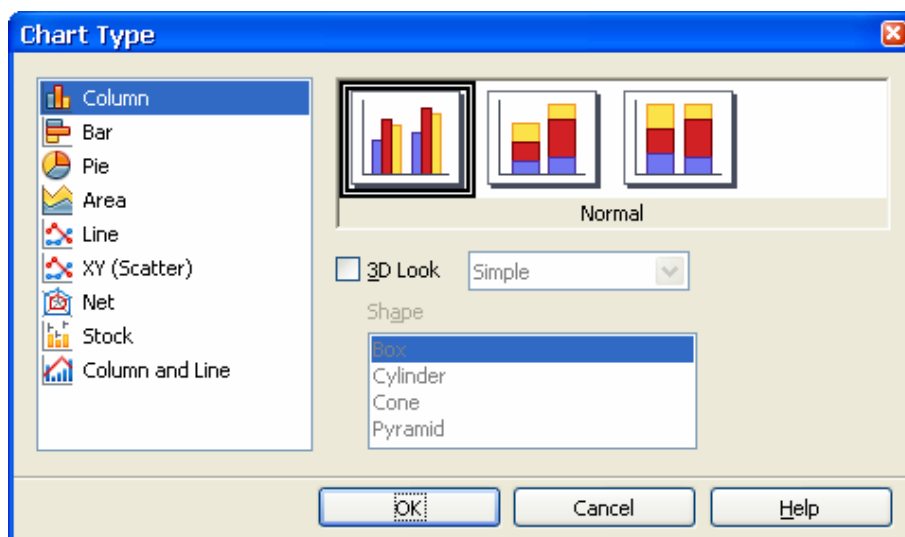 Chart Type
Column
Bar
Pie
Area
Line
XY (Scatter)
Net
Stock
Column and Line
Normal
3D Look
Simple
Shape
Box
Cylinder
Cone
Pyramid
OK
Cancel
Help